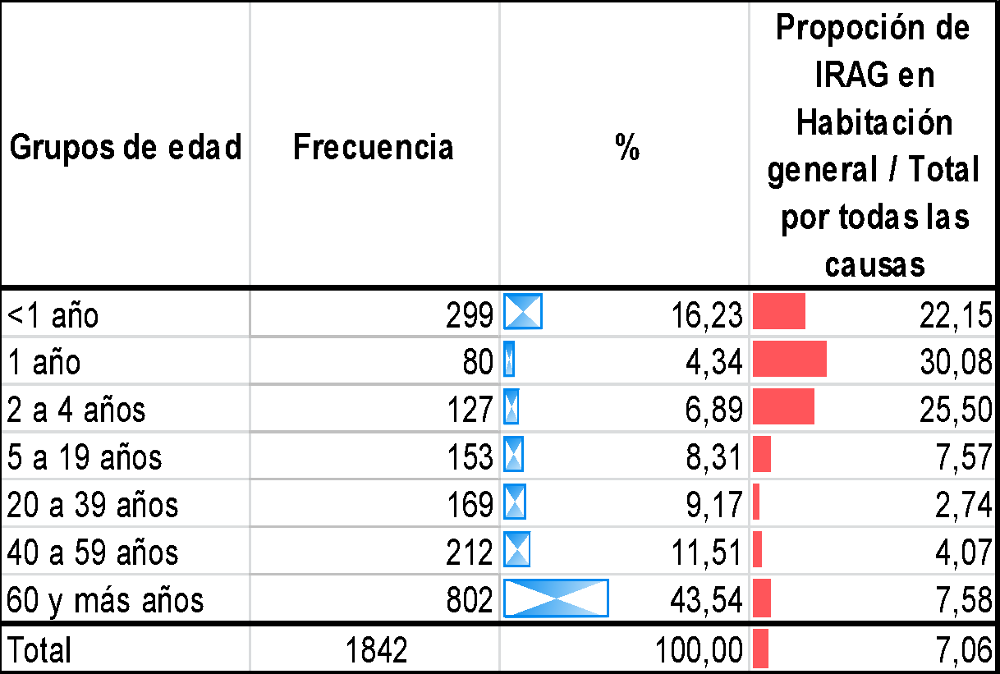 Grupos de edad Frecuencia % Propoción de
IRAG en
Habitación
general / Total
por todas las
causas
<1 año 299 16,23 22,15
1 año 80 4,34 30,08
2 a 4 años 127 6,89 25,50
5 a 19 años 153 8,31 7,57
20 a 39 años 169 9,17 2,74
40 a 59 años 212 11,51 4,07
60 y más años 802 43,54 7,58
Total 1842 100,00 7,06